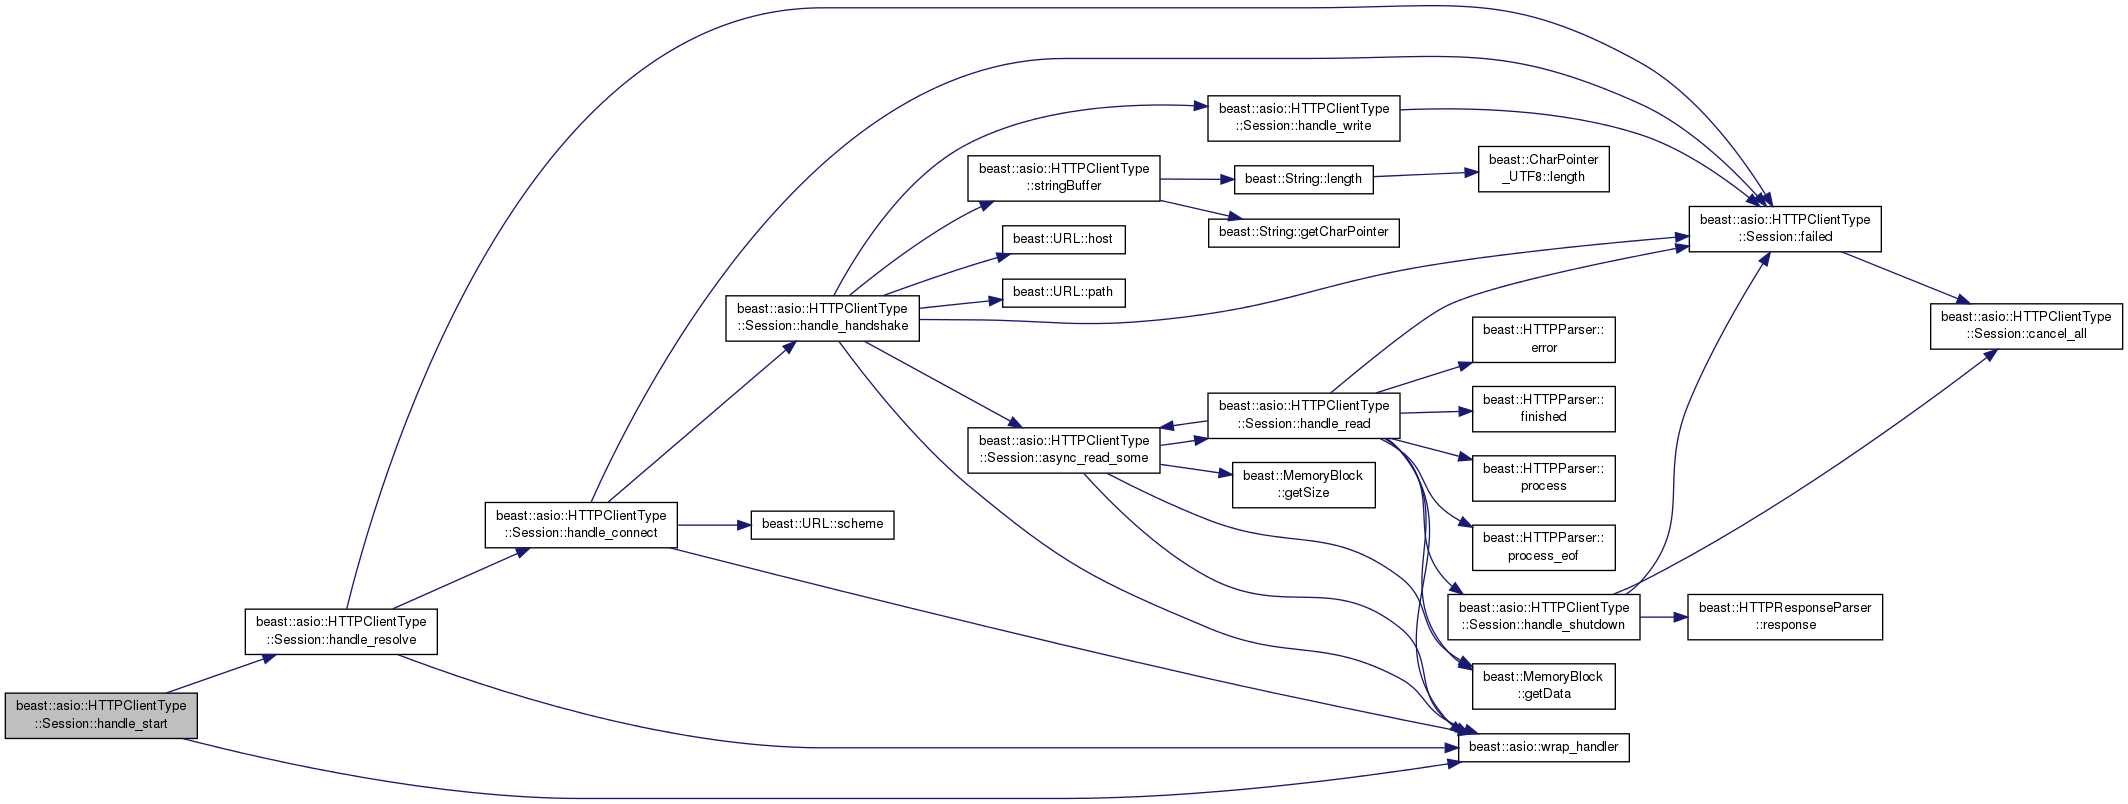 beast::asio::HTTPClientType
::Session::handle_start
beast::asio::HTTPClientType
::Session::handle_resolve
beast::asio::HTTPClientType
::Session::handle_connect
beast::asio::HTTPClientType
::Session::handle_handshake
beast::URL::scheme
beast::asio::HTTPClientType
::stringBuffer
beast::URL::host
beast::URL::path
beast::asio::HTTPClientType
::Session::async_read_some
beast::asio::HTTPClientType
::Session::handle_write
beast::String::length
beast::String::getCharPointer
beast::asio::HTTPClientType
::Session::handle_read
beast::MemoryBlock
::getSize
beast::CharPointer
_UTF8::length
beast::HTTPParser::
error
beast::HTTPParser::
finished
beast::HTTPParser::
process
beast::HTTPParser::
process_eof
beast::asio::HTTPClientType
::Session::handle_shutdown
beast::MemoryBlock
::getData
beast::asio::wrap_handler
beast::asio::HTTPClientType
::Session::failed
beast::HTTPResponseParser
::response
beast::asio::HTTPClientType
::Session::cancel_all